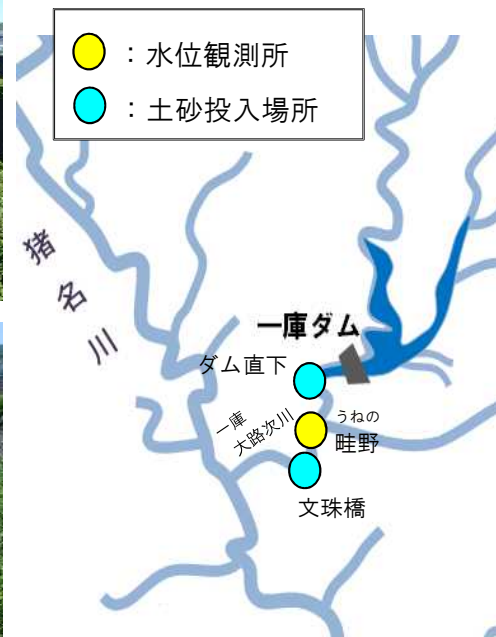 ：水位観測所
：土砂投入場所
猪名川
一庫ダム
ダム直下
一庫
大路次川
うねの
畦野
文珠橋